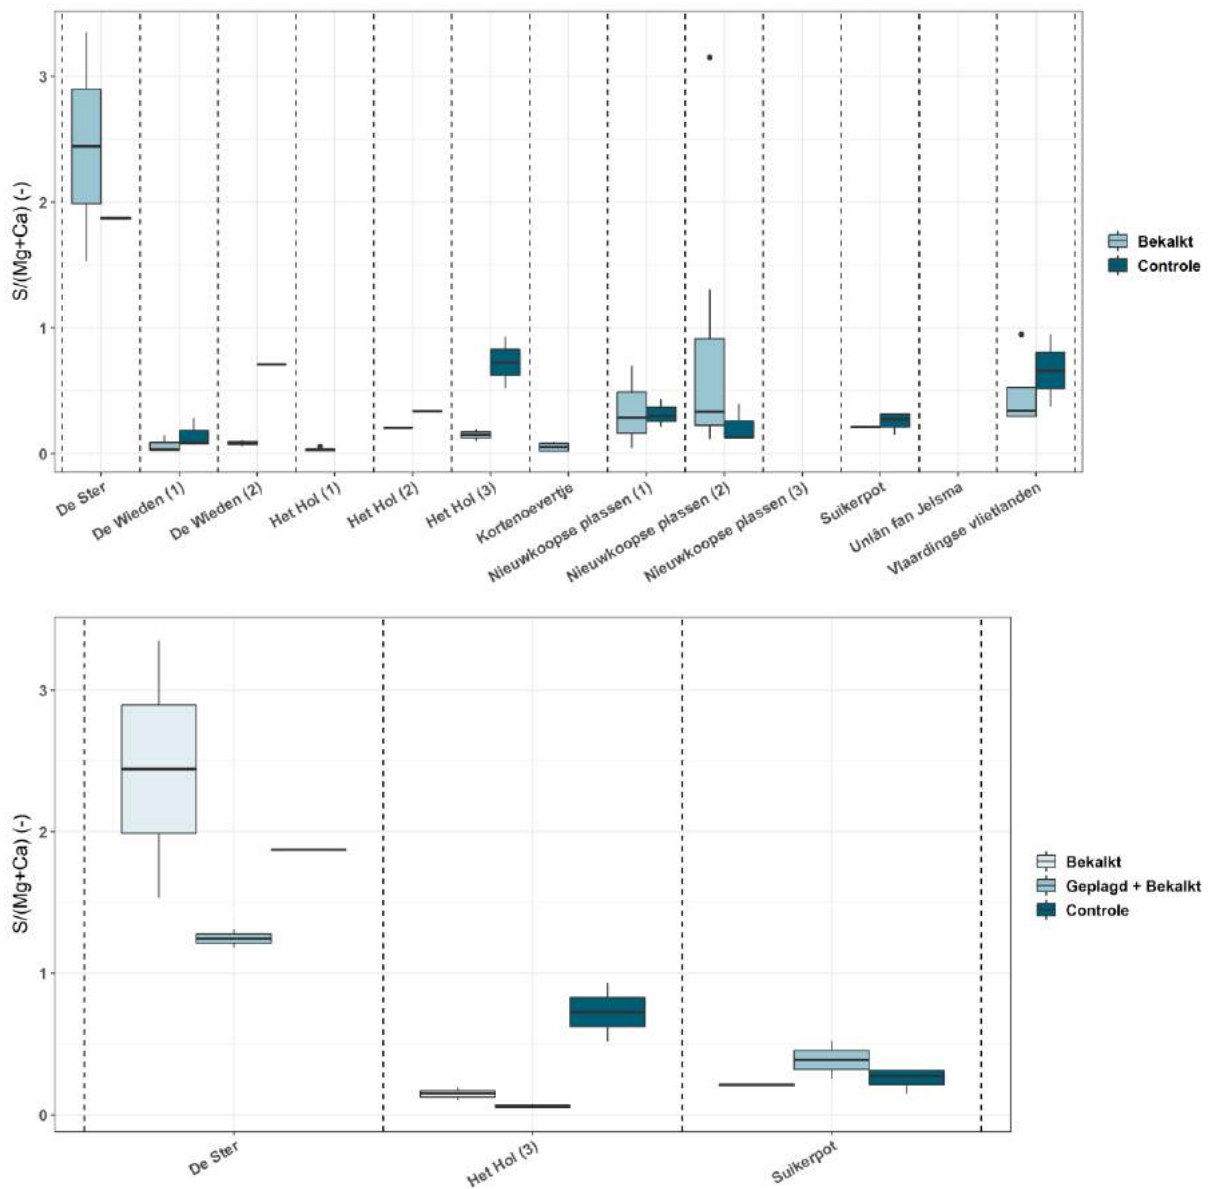 S/(Mg+Ca) (-)
3
2
1
0
De Ster
De Wieden (1)
De Wieden (2)
Het Hol (1)
Het Hol (2)
Het Hol (3)
Kortenoevertje
Nieuwkoopse plassen (1)
Nieuwkoopse plassen (2)
Nieuwkoopse plassen (3)
Suikerpot
Unlân fan Jelsma
Vlaardingse vlietlanden
Bekalkt
Controle
S/(Mg+Ca) (-)
3
2
1
0
De Ster
Het Hol (3)
Suikerpot
Bekalkt
Geplagd + Bekalkt
Controle